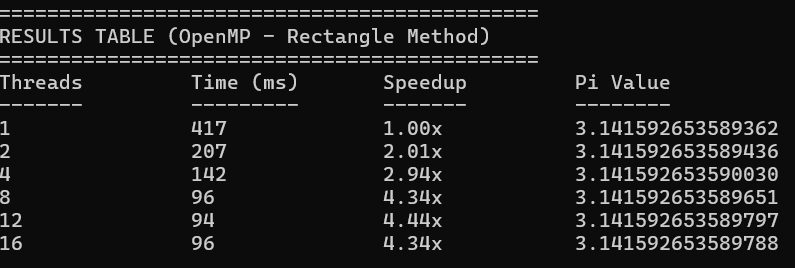 =============================================
RESULTS TABLE (OpenMP - Rectangle Method)
=============================================
Threads         Time (ms)       Speedup         Pi Value
-------         ---------       -------         --------
1               417             1.00x           3.141592653589362
2               207             2.01x           3.141592653589436
4               142             2.94x           3.141592653590030
8               96              4.34x           3.141592653589651
12              94              4.44x           3.141592653589797
16              96              4.34x           3.141592653589788